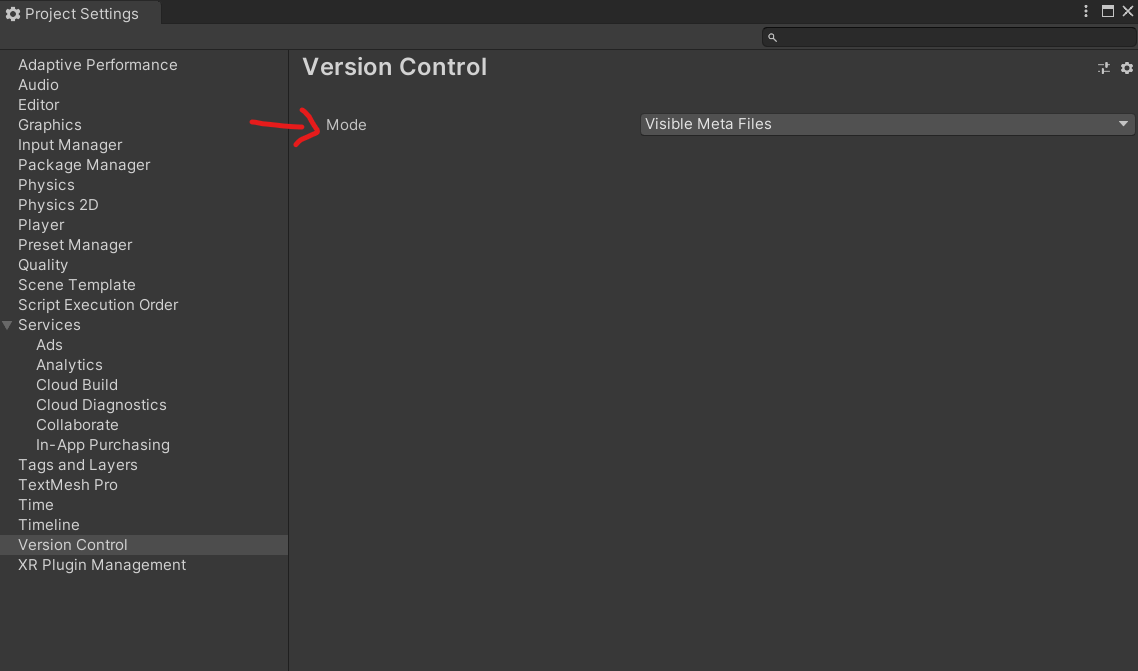 Project Settings
Adaptive Performance
Audio
Editor
Graphics
Input Manager
Package Manager
Physics
Physics 2D
Player
Preset Manager
Quality
Scene Template
Script Execution Order
Services
Ads
Analytics
Cloud Build
Cloud Diagnostics
Collaborate
In-App Purchasing
Tags and Layers
TextMesh Pro
Time
Timeline
Version Control
XR Plugin Management
Version Control
Mode
Visible Meta Files